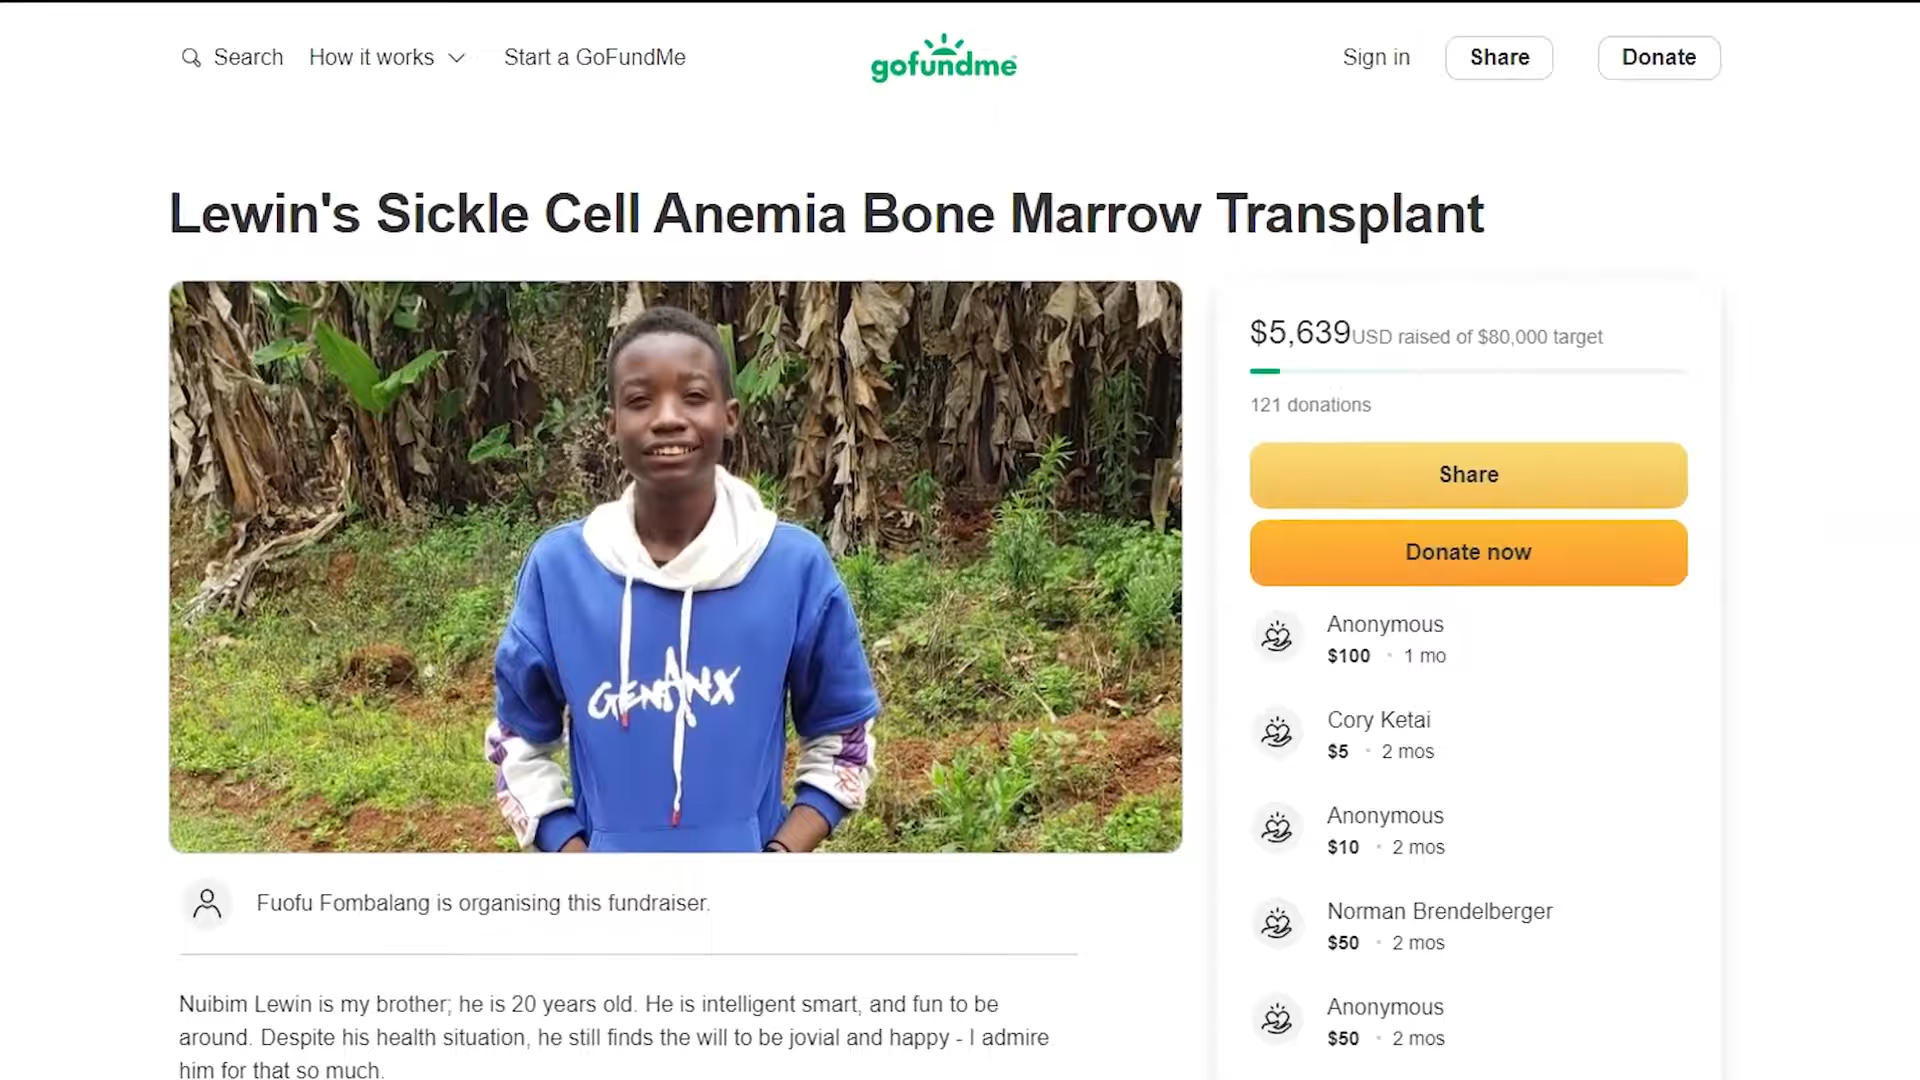 Search How it works Start a GoFundMe
gofundme
Sign in Share Donate
Lewin's Sickle Cell Anemia Bone Marrow Transplant
GENANX
Fuofu Fombalang is organising this fundraiser.
Nuibim Lewin is my brother; he is 20 years old. He is intelligent smart, and fun to be
around. Despite his health situation, he still finds the will to be jovial and happy - I admire
him for that so much.
$5,639 USD raised of $80,000 target
121 donations
Share
Donate now
Anonymous
$100 • 1 mo
Cory Ketai
$5 • 2 mos
Anonymous
$10 • 2 mos
Norman Brendelberger
$50 • 2 mos
Anonymous
$50 • 2 mos